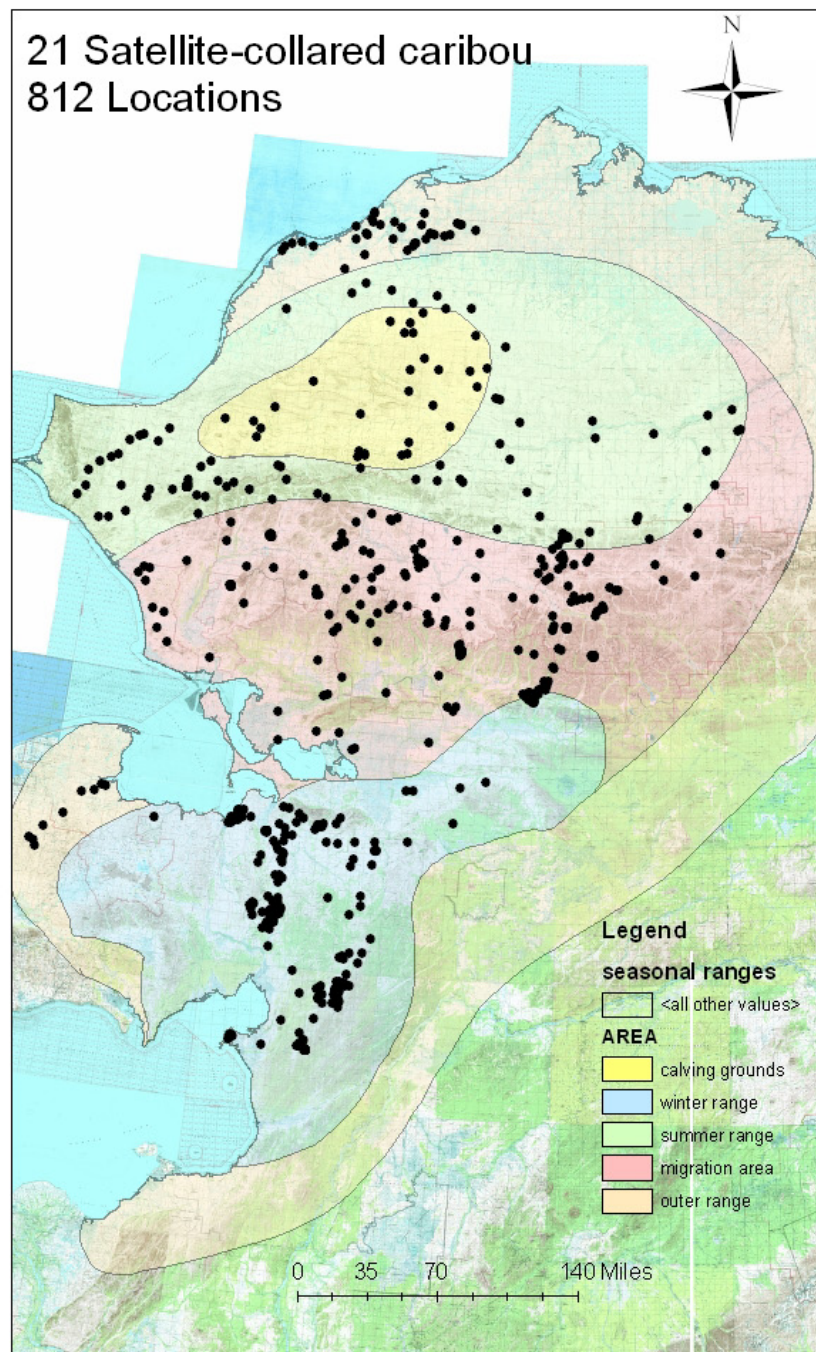 21 Satellite-collared caribou
812 Locations
N
Legend
seasonal ranges
<all other values>
AREA
calving grounds
winter range
summer range
migration area
outer range
0 35 70 140 Miles